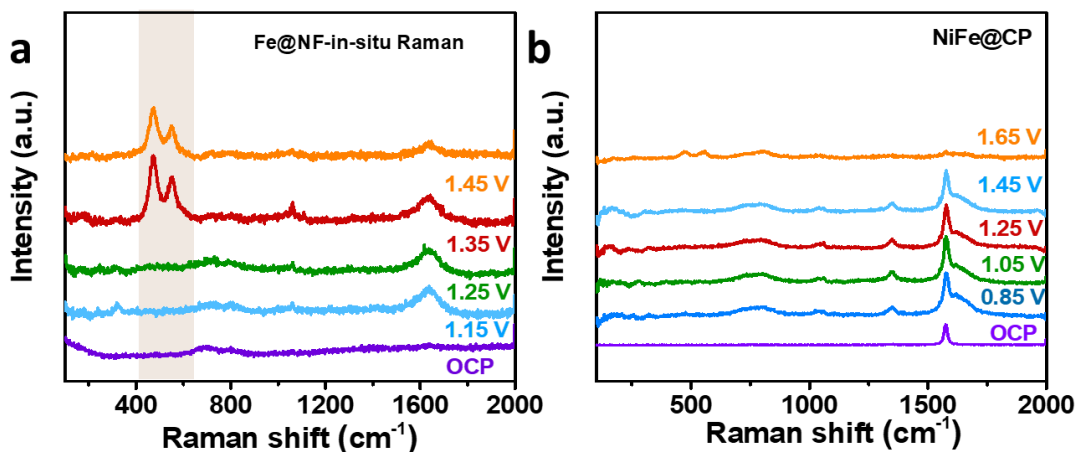 a
Fe@NF-in-situ Raman
Intensity (a.u.)
1.45 V
1.35 V
1.25 V
1.15 V
OCP
400
800
1200
1600
2000
Raman shift (cm⁻¹)
b
NiFe@CP
Intensity (a.u.)
1.65 V
1.45 V
1.25 V
1.05 V
0.85 V
OCP
500
1000
1500
2000
Raman shift (cm⁻¹)